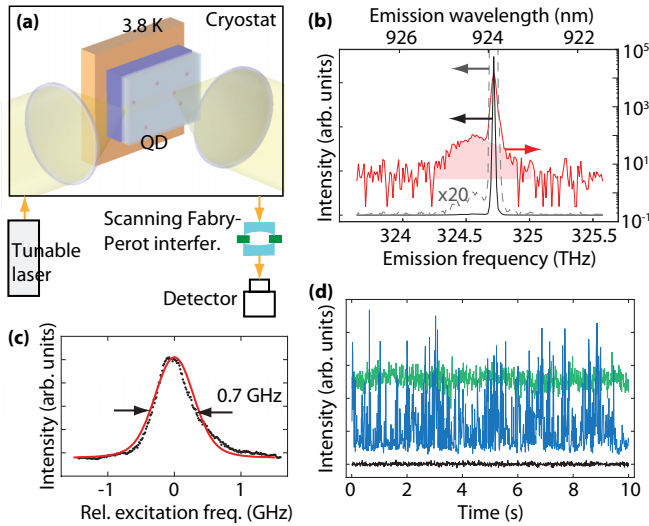 (a)
Cryostat
3.8 K
QD
Tunable
laser
Scanning Fabry-
Perot interfer.
Detector
(b)
Emission wavelength (nm)
926 924 922
Intensity (arb. units)
10^5
10^3
10^1
10^-1
x20
324 324.5 325 325.5
Emission frequency (THz)
(c)
Intensity (arb. units)
0.7 GHz
−1 0 1
Rel. excitation freq. (GHz)
(d)
Intensity (arb. units)
0 2 4 6 8 10
Time (s)